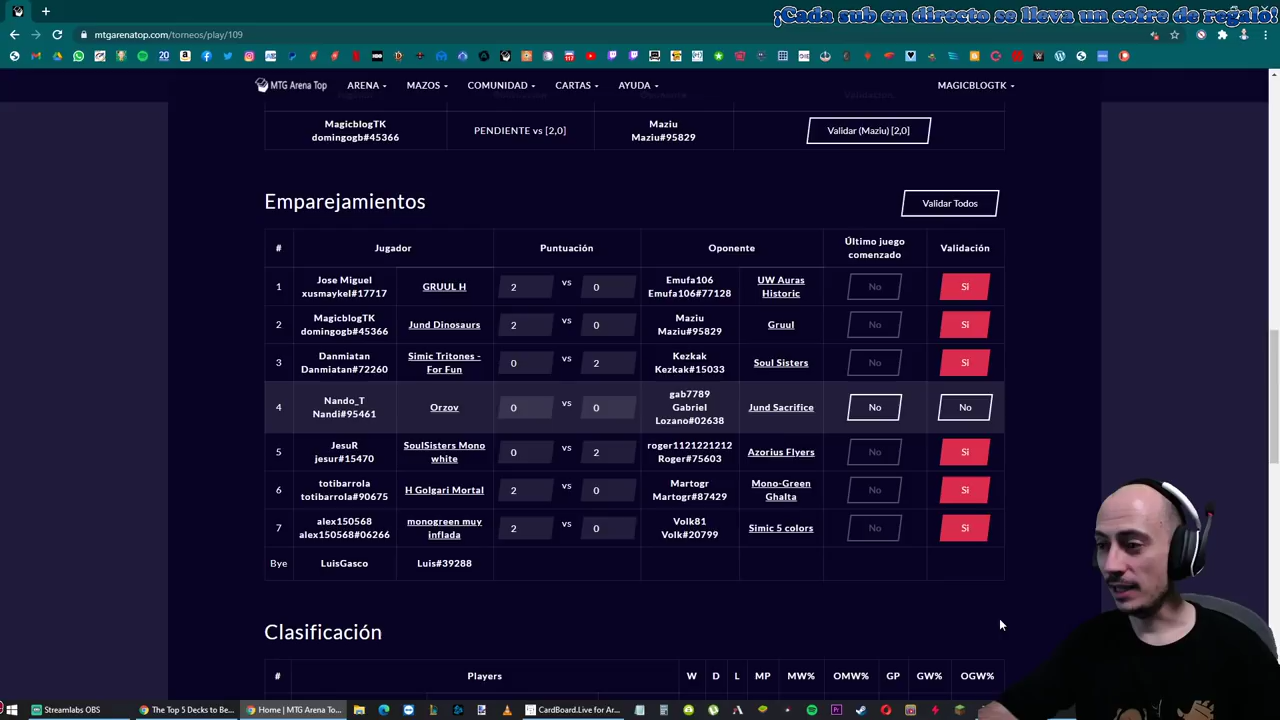 ¡Cada sub en directo se lleva un cofre de regalo!
mtgarenatop.com/torneos/play/109
MTG Arena Top ARENA MAZOS COMUNIDAD CARTAS AYUDA MAGICBLOGTK
MagicblogTK PENDIENTE vs [2,0] Maziu Validar (Maziu) [2,0]
domingogb#45366 Maziu#95829
Emparejamientos Validar Todos
# Jugador Puntuación Oponente Último juego comenzado Validación
1 Jose Miguel xusmaykel#17717 GRUUL H 2 vs 0 Emufa106 Emufa106#77128 UW Auras Historic No Si
2 MagicblogTK domingogb#45366 Jund Dinosaurs 2 vs 0 Maziu Maziu#95829 Gruul No Si
3 Danmiatan Danmiatan#72260 Simic Tritones - For Fun 0 vs 2 Kezkak Kezkak#15033 Soul Sisters No Si
4 Nando_T Nandi#95461 Orzov 0 vs 0 gab7789 Gabriel Lozano#02638 Jund Sacrifice No No
5 JesuR jesur#15470 SoulSisters Mono white 0 vs 2 roger1121221212 Roger#75603 Azorius Flyers No Si
6 totibarrola totibarrola#90675 H Golgari Mortal 2 vs 0 Martogr Martogr#87429 Mono-Green Ghalta No Si
7 alex150568 alex150568#06266 monogreen muy inflada 2 vs 0 Volk81 Volk#20799 Simic 5 colors No Si
Bye LuisGasco Luis#39288
Clasificación
# Players W D L MP MW% OMW% GP GW% OGW%
Streamlabs OBS The Top 5 Decks to Be... Home | MTG Arena To... CardBoard.Live for Ar...